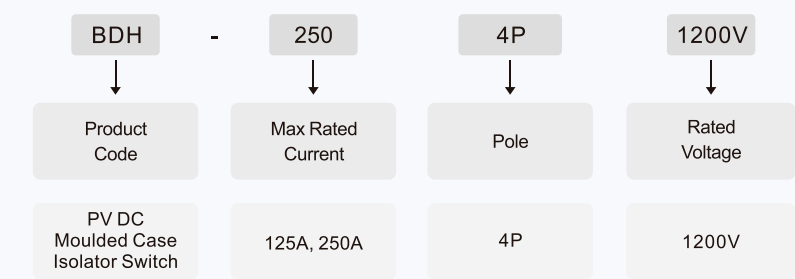 BDH - 250 4P 1200V
Product Code
Max Rated Current
Pole
Rated Voltage
PV DC
Moulded Case
Isolator Switch
125A, 250A
4P
1200V